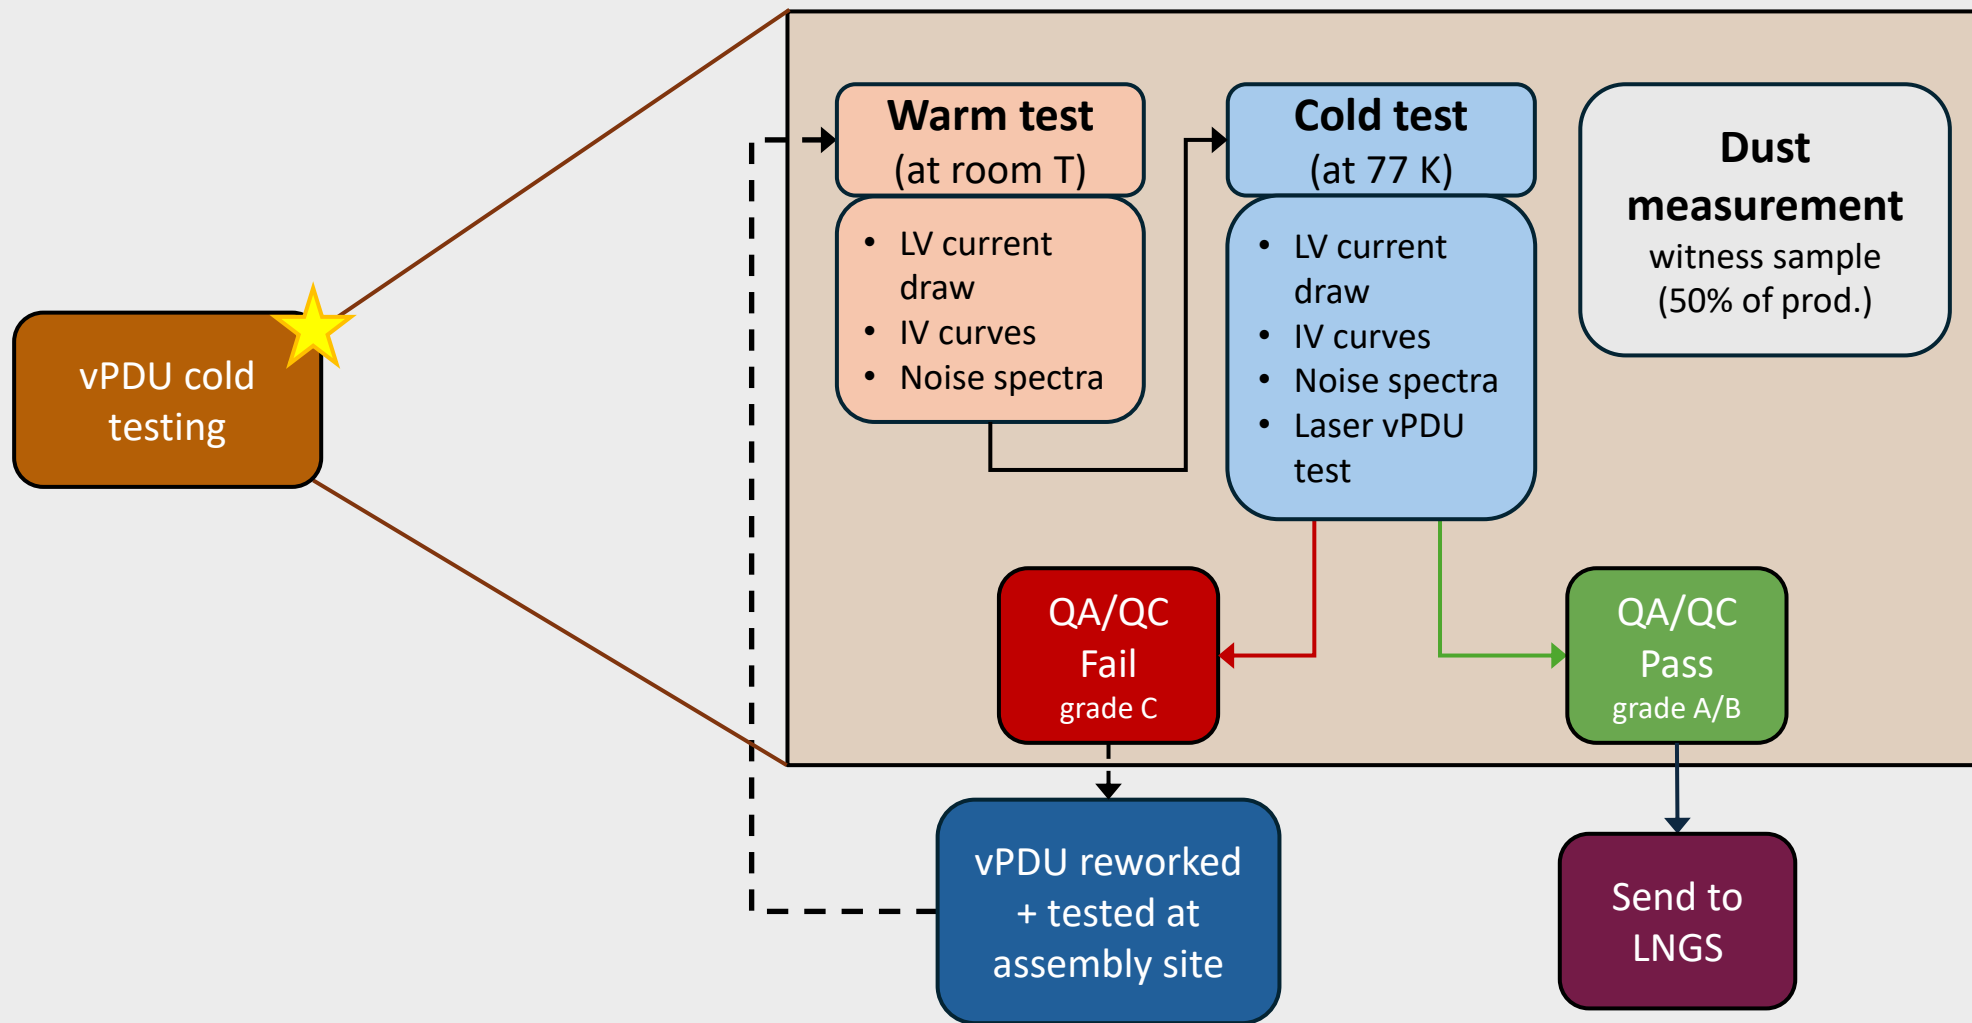 vPDU cold
testing
Warm test
(at room T)
• LV current
draw
• IV curves
• Noise spectra
Cold test
(at 77 K)
• LV current
draw
• IV curves
• Noise spectra
• Laser vPDU
test
Dust
measurement
witness sample
(50% of prod.)
QA/QC
Fail
grade C
QA/QC
Pass
grade A/B
vPDU reworked
+ tested at
assembly site
Send to
LNGS